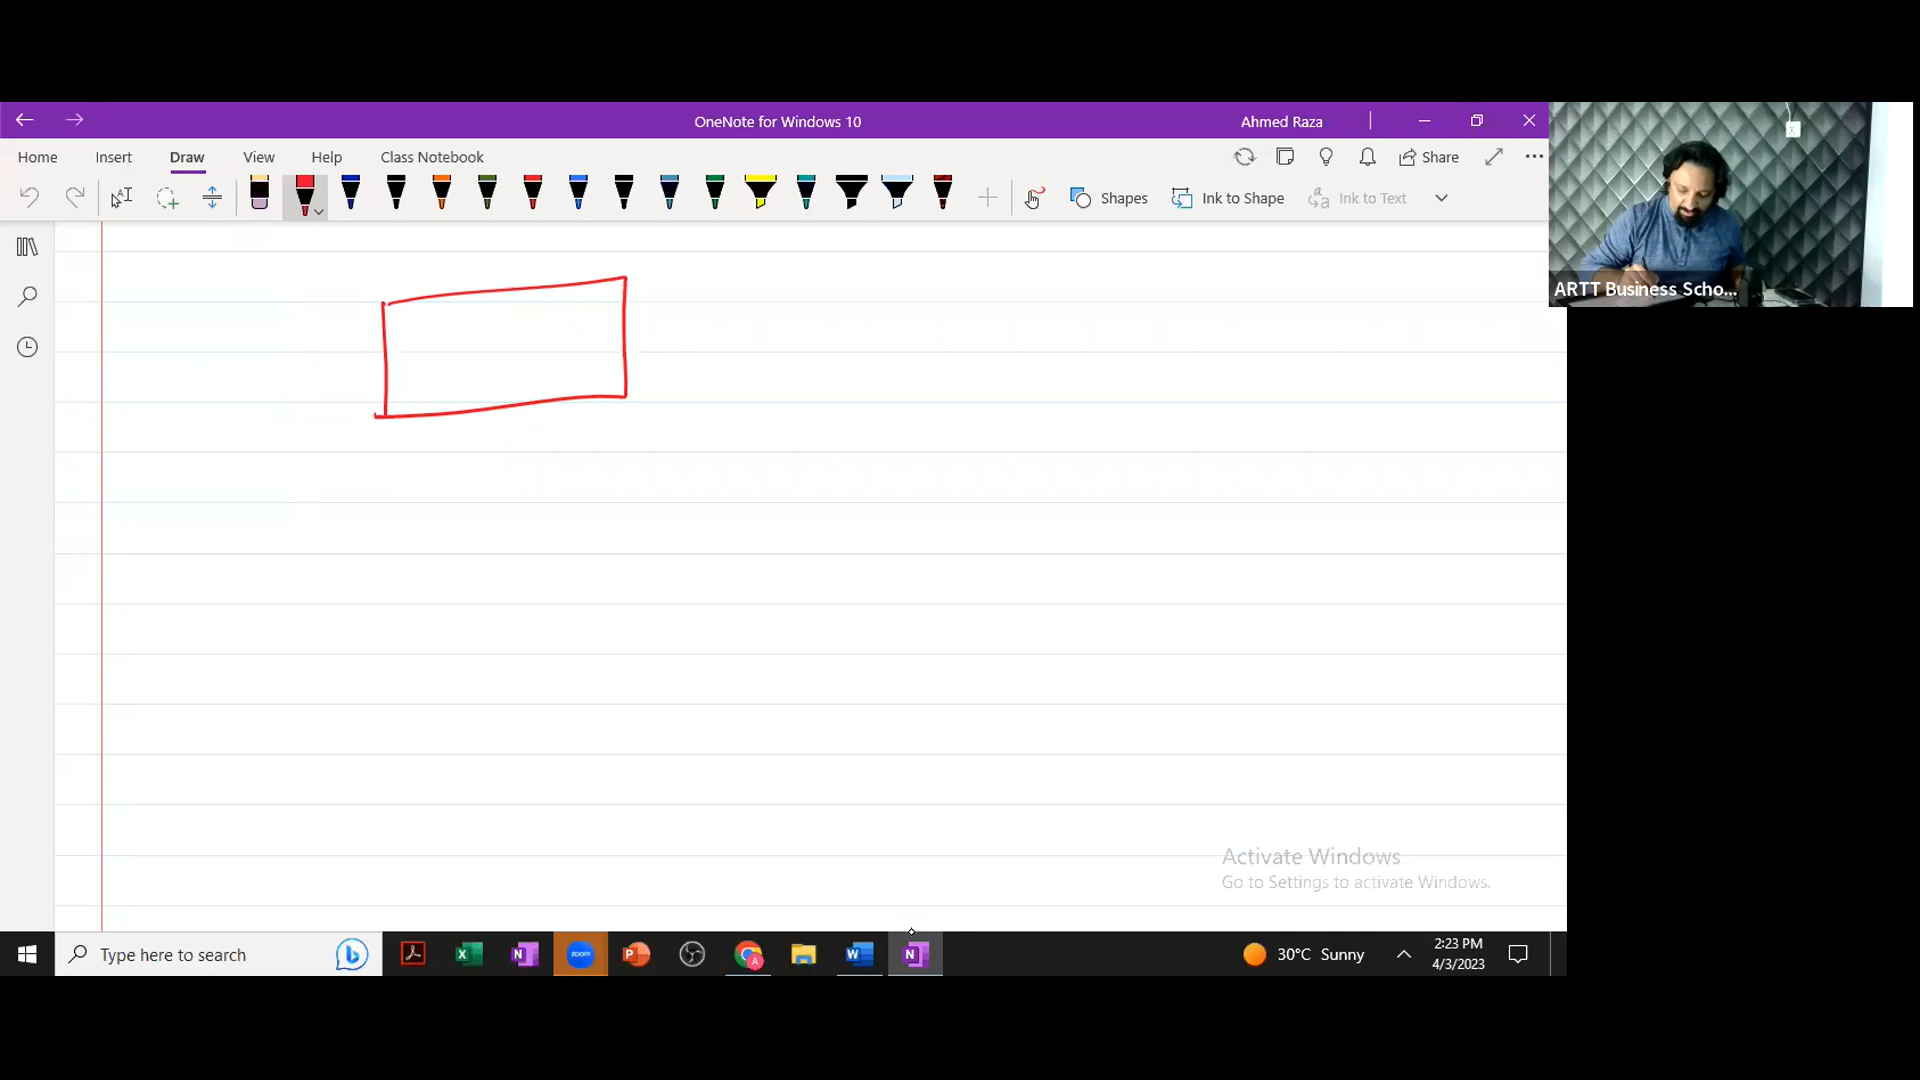 OneNote for Windows 10
Ahmed Raza
Home Insert Draw View Help Class Notebook
Share
Shapes Ink to Shape Ink to Text
ARTT Business Scho...
Activate Windows
Go to Settings to activate Windows.
Type here to search
zoom
30°C Sunny
2:23 PM
4/3/2023